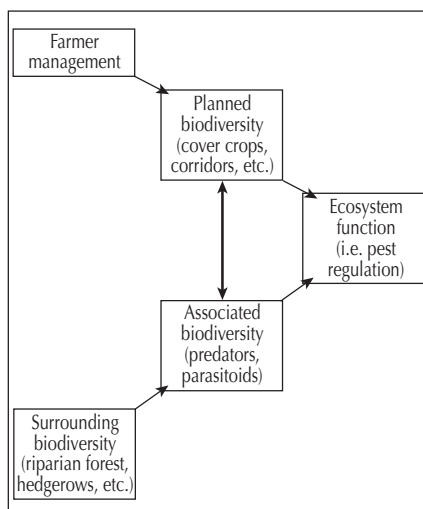 Farmer
management
Planned
biodiversity
(cover crops,
corridors, etc.)
Ecosystem
function
(i.e. pest
regulation)
Associated
biodiversity
(predators,
parasitoids)
Surrounding
biodiversity
(riparian forest,
hedgerows, etc.)